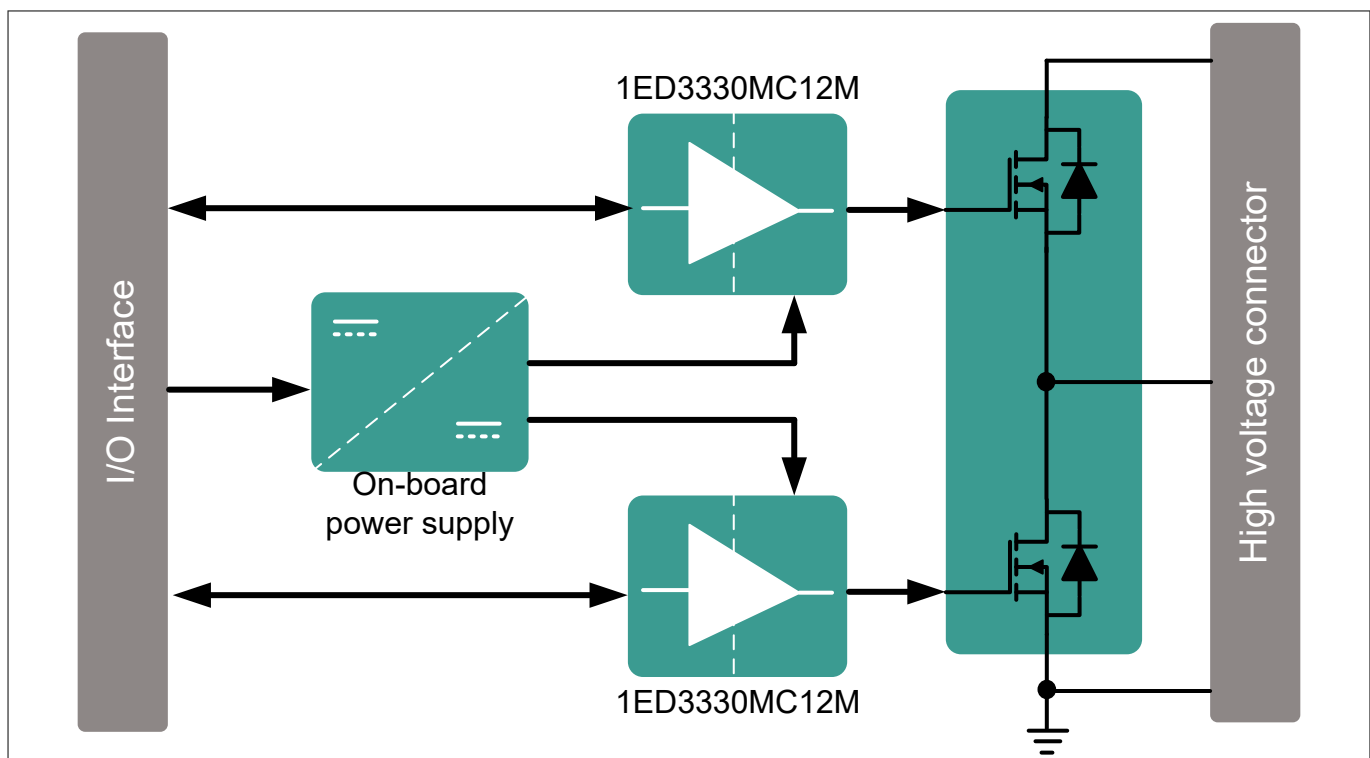 I/O Interface
1ED3330MC12M
On-board
power supply
1ED3330MC12M
High voltage connector